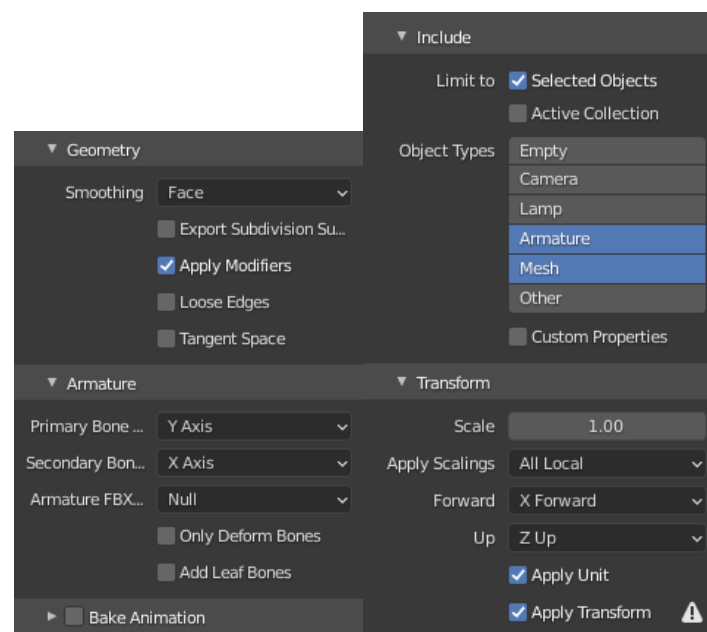 Geometry
Smoothing Face
Export Subdivision Su...
Apply Modifiers
Loose Edges
Tangent Space
Armature
Primary Bone ... Y Axis
Secondary Bon... X Axis
Armature FBX... Null
Only Deform Bones
Add Leaf Bones
Bake Animation
Include
Limit to Selected Objects
Active Collection
Object Types Empty
Camera
Lamp
Armature
Mesh
Other
Custom Properties
Transform
Scale 1.00
Apply Scalings All Local
Forward X Forward
Up Z Up
Apply Unit
Apply Transform